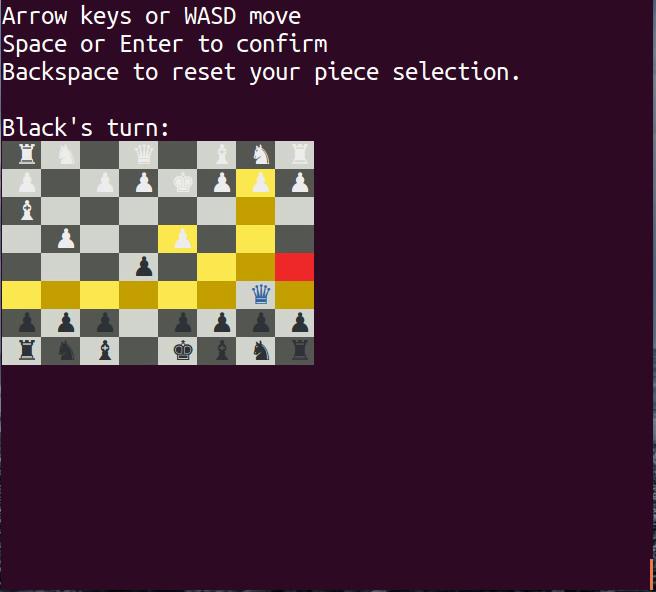 Arrow keys or WASD move
Space or Enter to confirm
Backspace to reset your piece selection.
Black's turn: